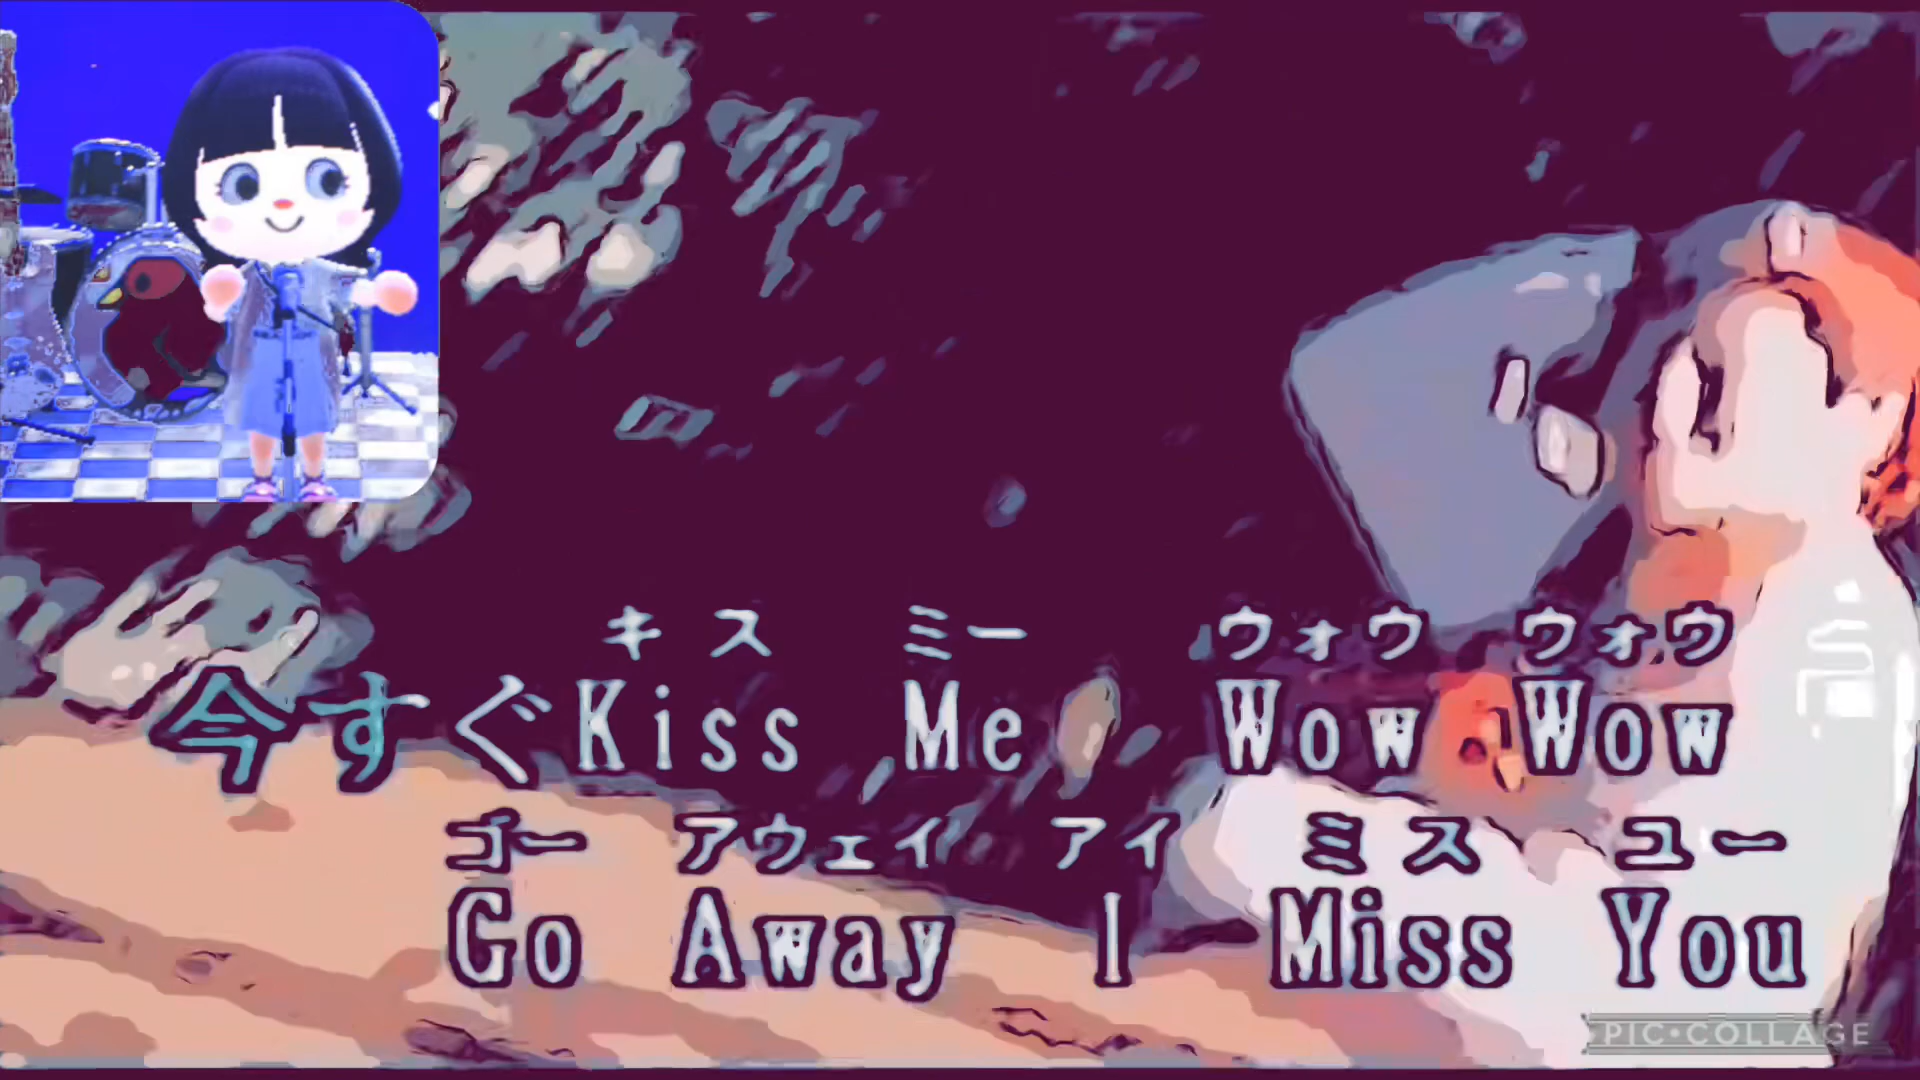 キス ミー ウォウ ウォウ
今すぐKiss Me Wow Wow
ゴー アウェイ アイ ミス ユー
Go Away I Miss You
PIC•COLLAGE